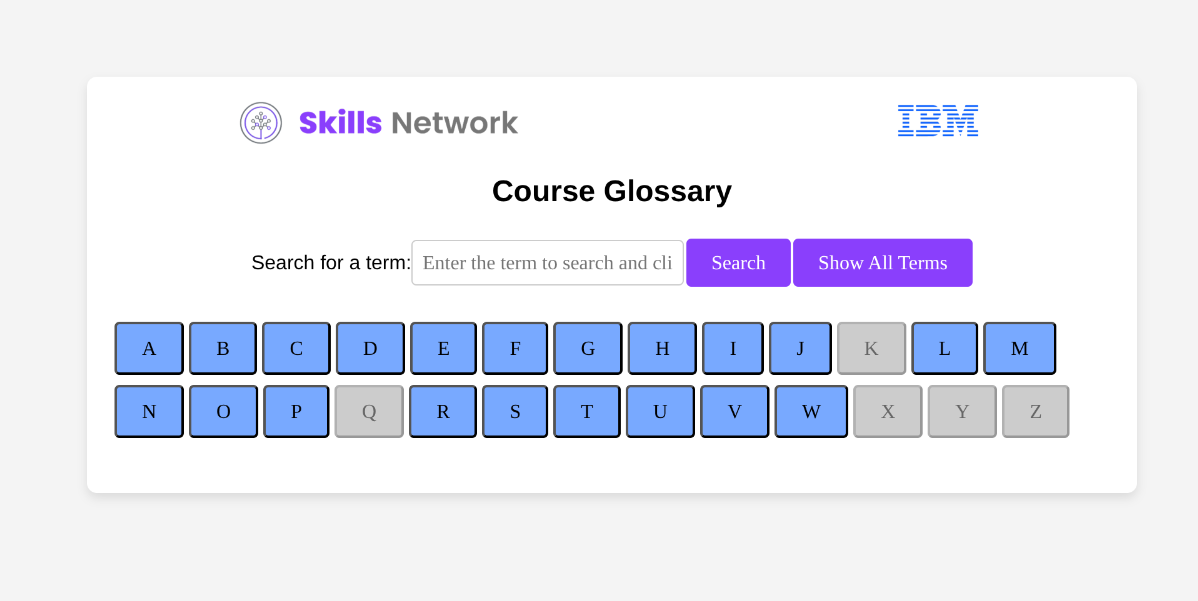 Skills Network
IBM
Course Glossary
Search for a term: Enter the term to search and cli Search Show All Terms
A B C D E F G H I J K L M
N O P Q R S T U V W X Y Z